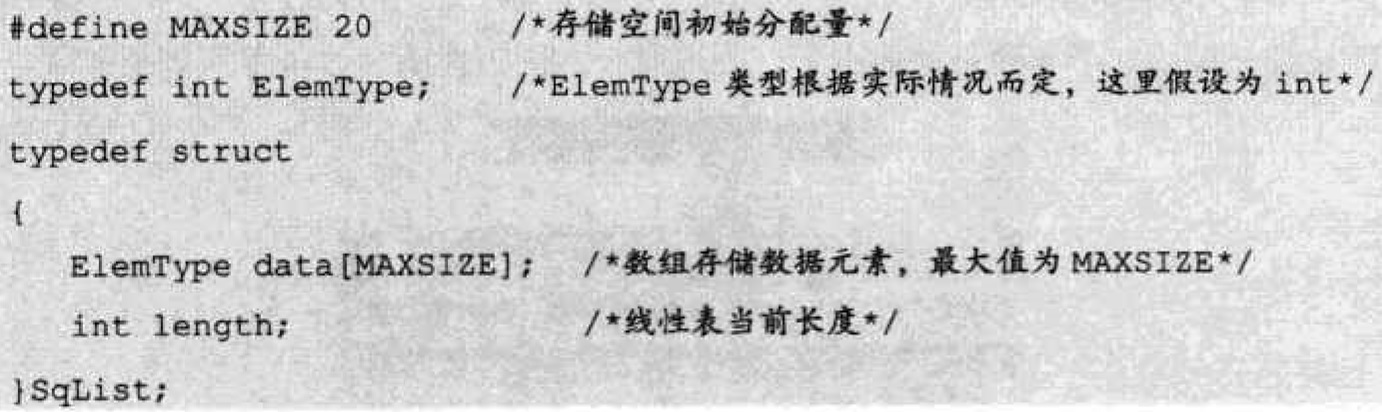 #define MAXSIZE 20 /*存储空间初始分配量*/
typedef int ElemType; /*ElemType 类型根据实际情况而定，这里假设为 int*/
typedef struct
{
ElemType data[MAXSIZE]; /*数组存储数据元素，最大值为 MAXSIZE*/
int length; /*线性表当前长度*/
}SqList;